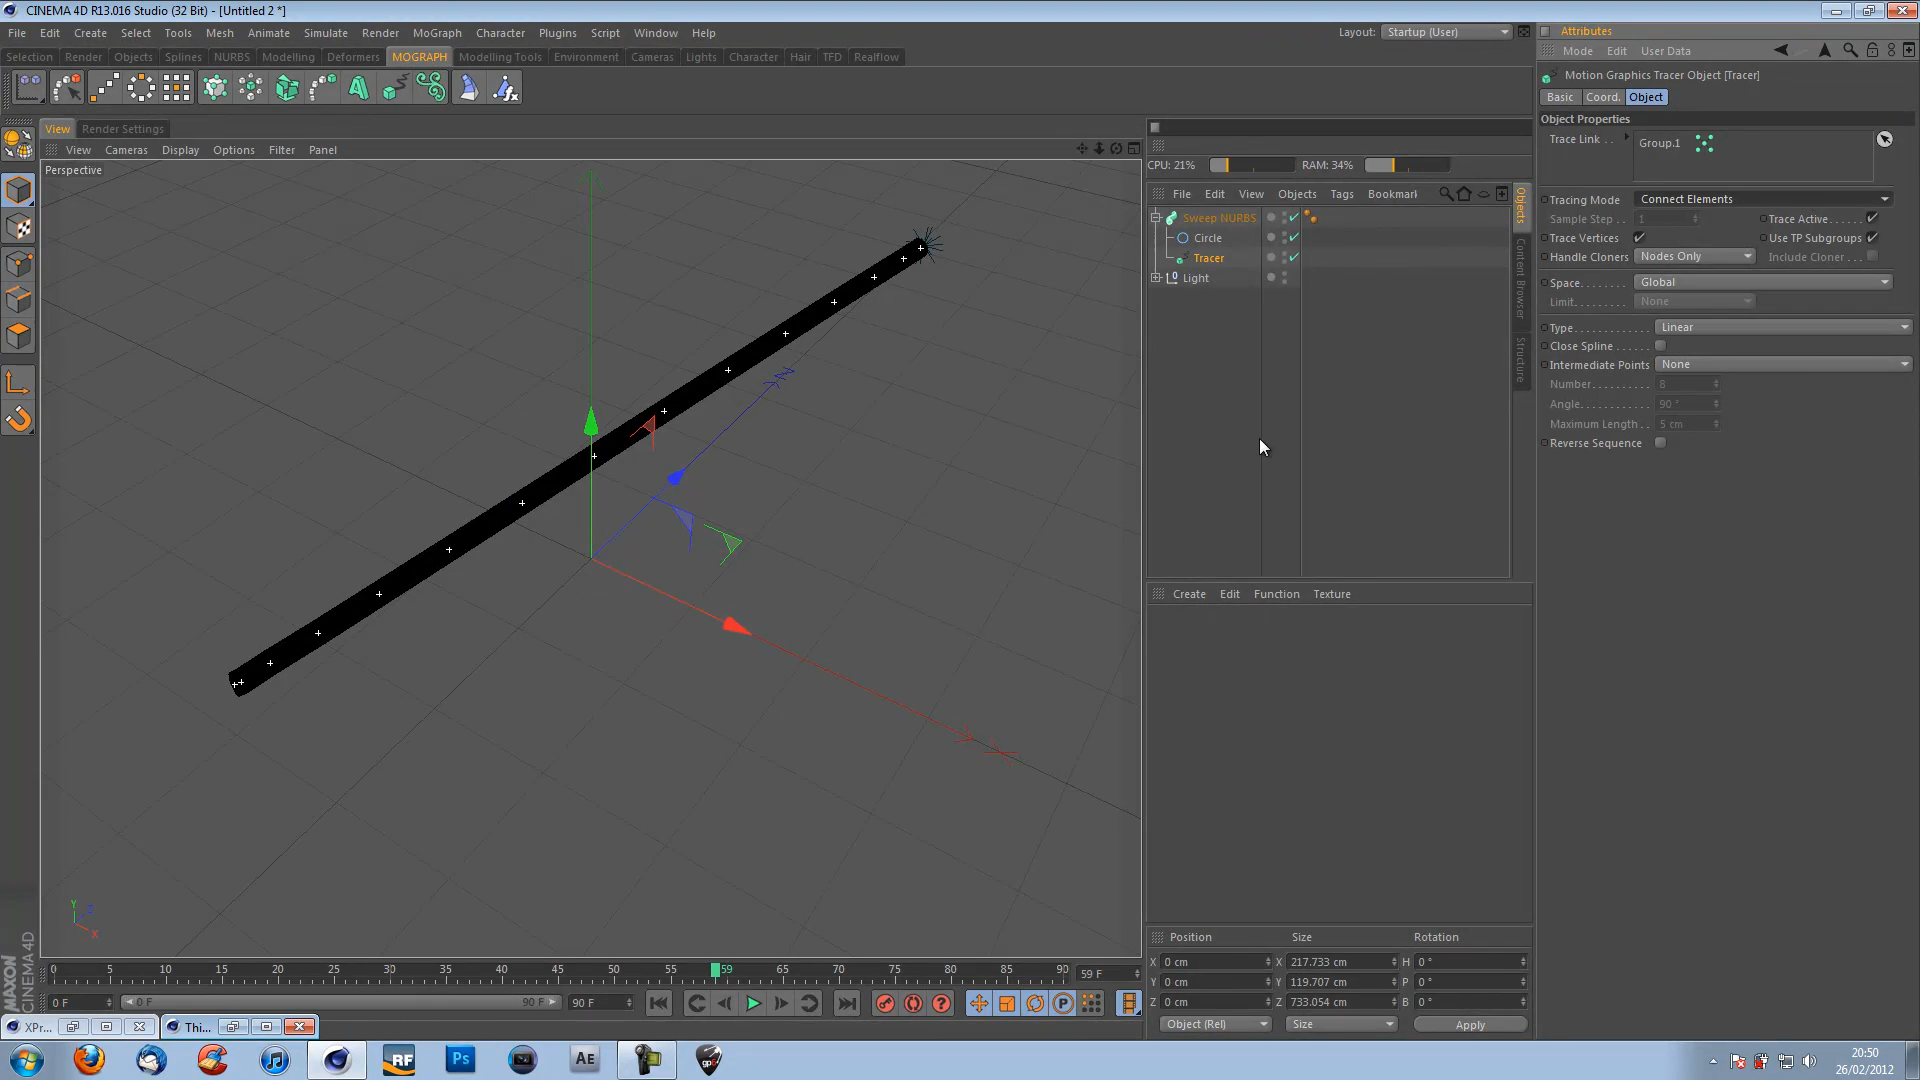 CINEMA 4D R13.016 Studio (32 Bit) - [Untitled 2 *]
File Edit Create Select Tools Mesh Animate Simulate Render MoGraph Character Plugins Script Window Help
Layout: Startup (User)
Selection Render Objects Splines NURBS Modelling Deformers MOGRAPH Modelling Tools Environment Cameras Lights Character Hair TFD Realflow
View Render Settings
View Cameras Display Options Filter Panel
Perspective
Y
Z
X
CPU: 21% RAM: 34%
File Edit View Objects Tags Bookmark
Sweep NURBS
Circle
Tracer
Light
Objects
Content Browser
Structure
Create Edit Function Texture
Position Size Rotation
X 0 cm X 217.733 cm H 0 °
Y 0 cm Y 119.707 cm P 0 °
Z 0 cm Z 733.054 cm B 0 °
Object (Rel) Size Apply
Attributes
Mode Edit User Data
Motion Graphics Tracer Object [Tracer]
Basic Coord. Object
Object Properties
Trace Link . . Group.1
Tracing Mode Connect Elements
Sample Step . 1 Trace Active . . . . . .
Trace Vertices Use TP Subgroups
Handle Cloners Nodes Only Include Cloner . . .
Space. . . . . . . . Global
Limit. . . . . . . . None
Type. . . . . . . . . . . Linear
Close Spline . . . . . .
Intermediate Points None
Number. . . . . . . . . . 8
Angle. . . . . . . . . . . 90 °
Maximum Length . . 5 cm
Reverse Sequence
0 5 10 15 20 25 30 35 40 45 50 55 59 65 70 75 80 85 90 59 F
0 F 0 F 90 F 90 F
P
MAXON
CINEMA 4D
XPr... Thi...
RF Ps AE gp6
20:50
26/02/2012